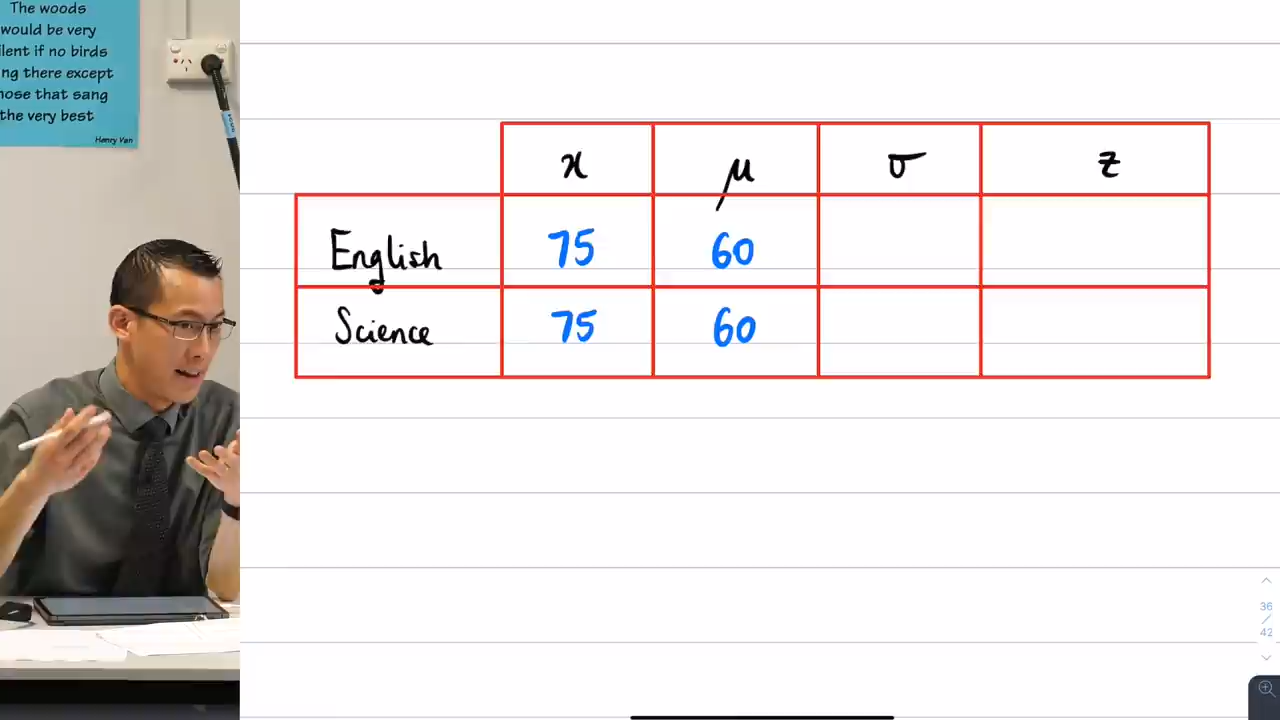 The woods
would be very
ilent if no birds
ng there except
hose that sang
the very best
Henry Van
x μ σ z
English 75 60
Science 75 60
36
/
42